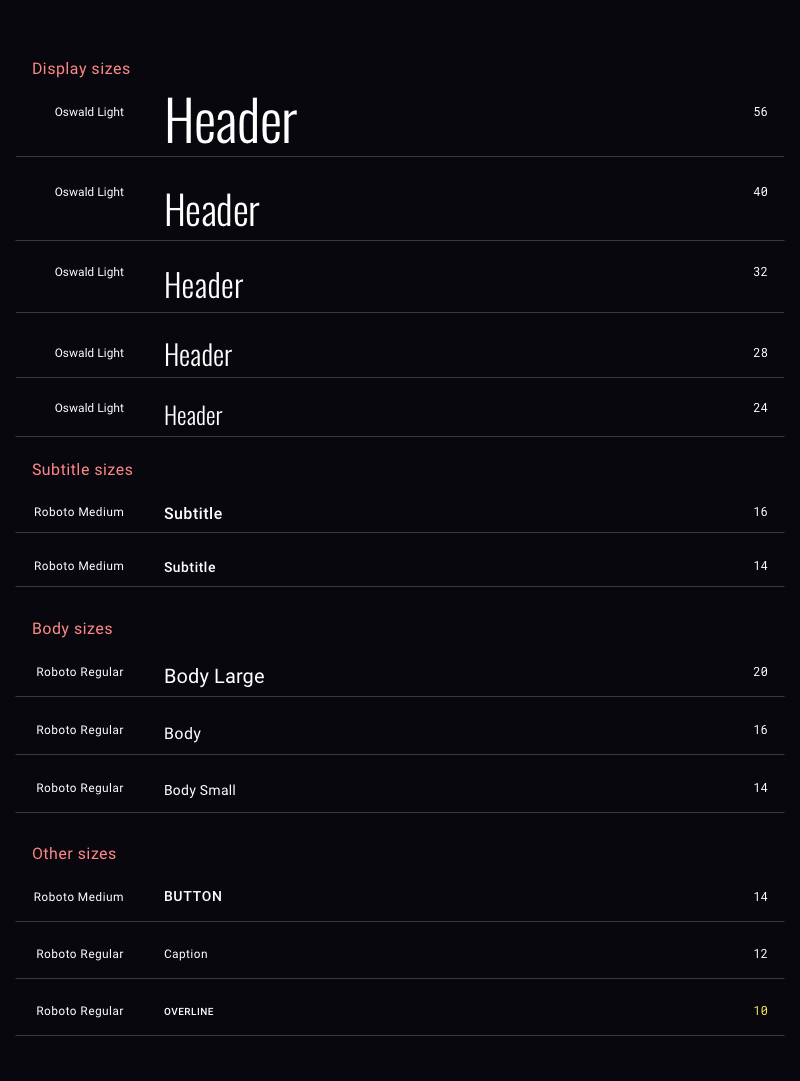 Display sizes
Oswald Light Header 56
Oswald Light Header 40
Oswald Light Header 32
Oswald Light Header 28
Oswald Light Header 24
Subtitle sizes
Roboto Medium Subtitle 16
Roboto Medium Subtitle 14
Body sizes
Roboto Regular Body Large 20
Roboto Regular Body 16
Roboto Regular Body Small 14
Other sizes
Roboto Medium BUTTON 14
Roboto Regular Caption 12
Roboto Regular OVERLINE 10